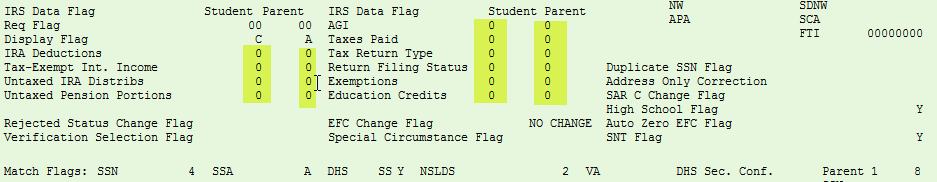 NW SDNW
IRS Data Flag Student Parent IRS Data Flag Student Parent
APA SCA
Req Flag 00 00 AGI 0 0
FTI 00000000
Display Flag C A Taxes Paid 0 0
IRA Deductions 0 0 Tax Return Type 0 0
Tax-Exempt Int. Income 0 0 Return Filing Status 0 0 Duplicate SSN Flag
Untaxed IRA Distribs 0 0 Exemptions 0 0 Address Only Correction
Untaxed Pension Portions 0 0 Education Credits 0 0 SAR C Change Flag
High School Flag Y
Rejected Status Change Flag EFC Change Flag NO CHANGE Auto Zero EFC Flag
Verification Selection Flag Special Circumstance Flag SNT Flag Y
Match Flags: SSN 4 SSA A DHS SS Y NSLDS 2 VA DHS Sec. Conf. Parent 1 8